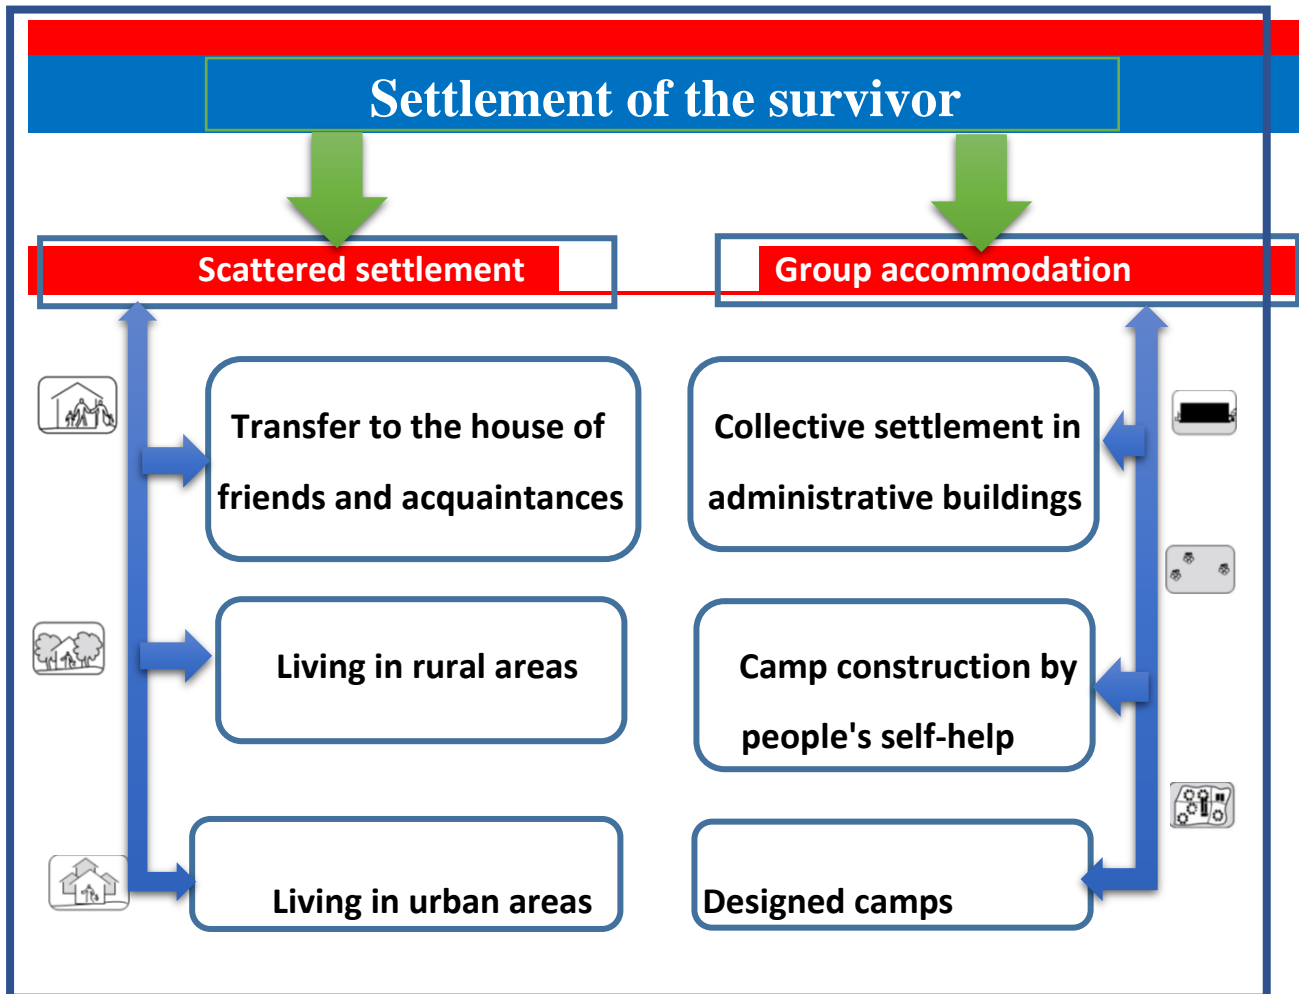 Settlement of the survivor
Scattered settlement
Group accommodation
Transfer to the house of
friends and acquaintances
Collective settlement in
administrative buildings
Living in rural areas
Camp construction by
people's self-help
Living in urban areas
Designed camps